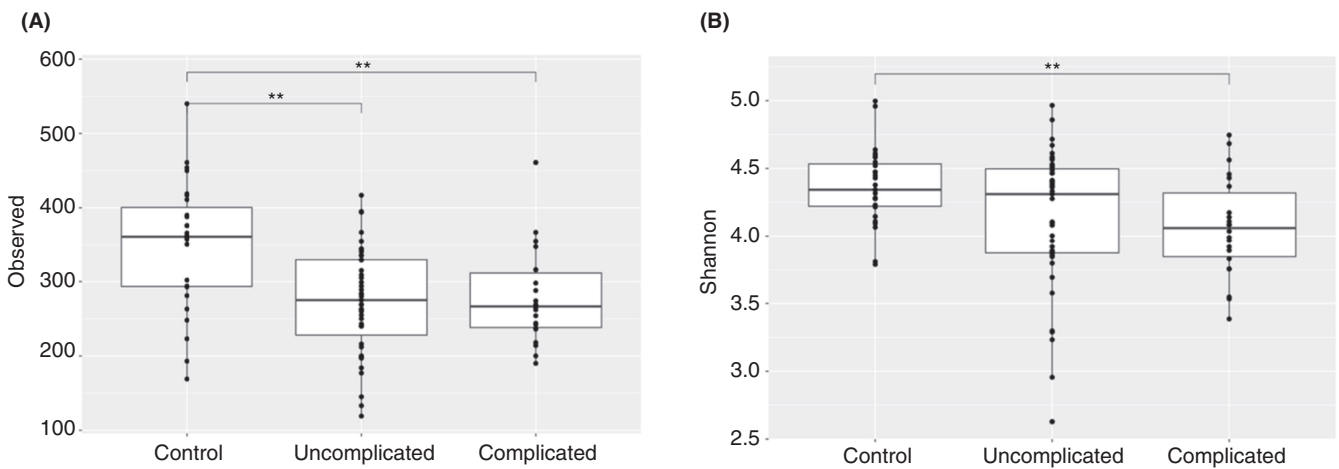 (A)
Observed
600
500
400
300
200
100
**
**
Control Uncomplicated Complicated
(B)
Shannon
5.0
4.5
4.0
3.5
3.0
2.5
**
Control Uncomplicated Complicated